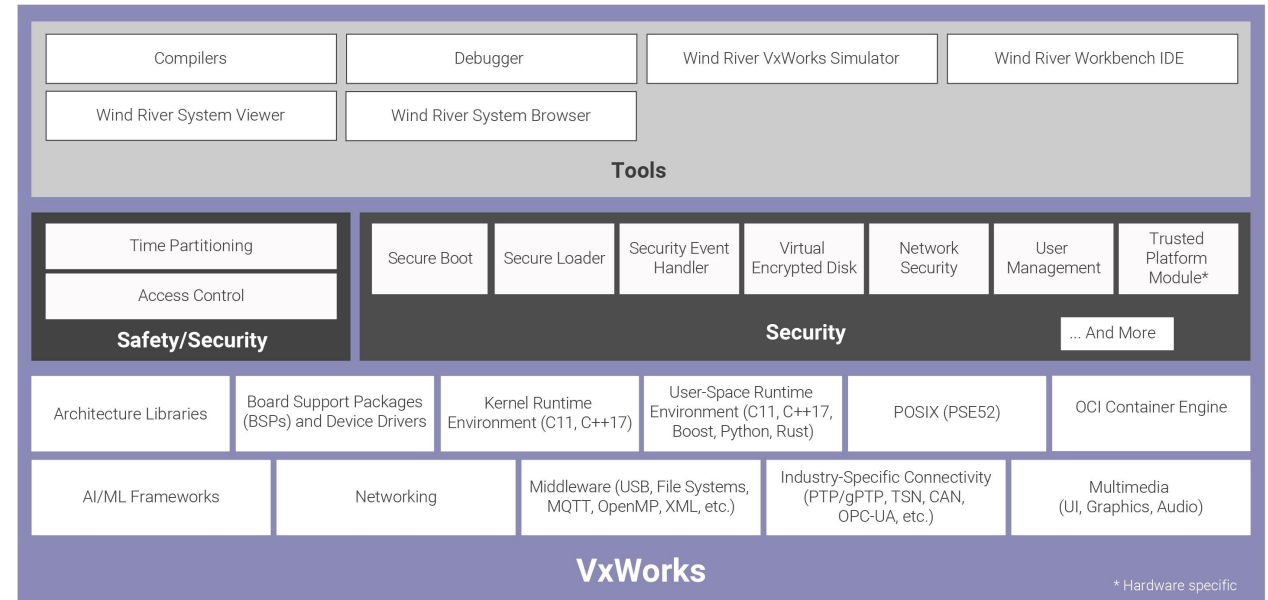 Compilers
Debugger
Wind River VxWorks Simulator
Wind River Workbench IDE
Wind River System Viewer
Wind River System Browser
Tools
Time Partitioning
Access Control
Safety/Security
Secure Boot
Secure Loader
Security Event
Handler
Virtual
Encrypted Disk
Network
Security
User
Management
Trusted
Platform
Module*
Security
... And More
Architecture Libraries
Board Support Packages
(BSPs) and Device Drivers
Kernel Runtime
Environment (C11, C++17)
User-Space Runtime
Environment (C11, C++17,
Boost, Python, Rust)
POSIX (PSE52)
OCI Container Engine
AI/ML Frameworks
Networking
Middleware (USB, File Systems,
MQTT, OpenMP, XML, etc.)
Industry-Specific Connectivity
(PTP/gPTP, TSN, CAN,
OPC-UA, etc.)
Multimedia
(UI, Graphics, Audio)
VxWorks
* Hardware specific